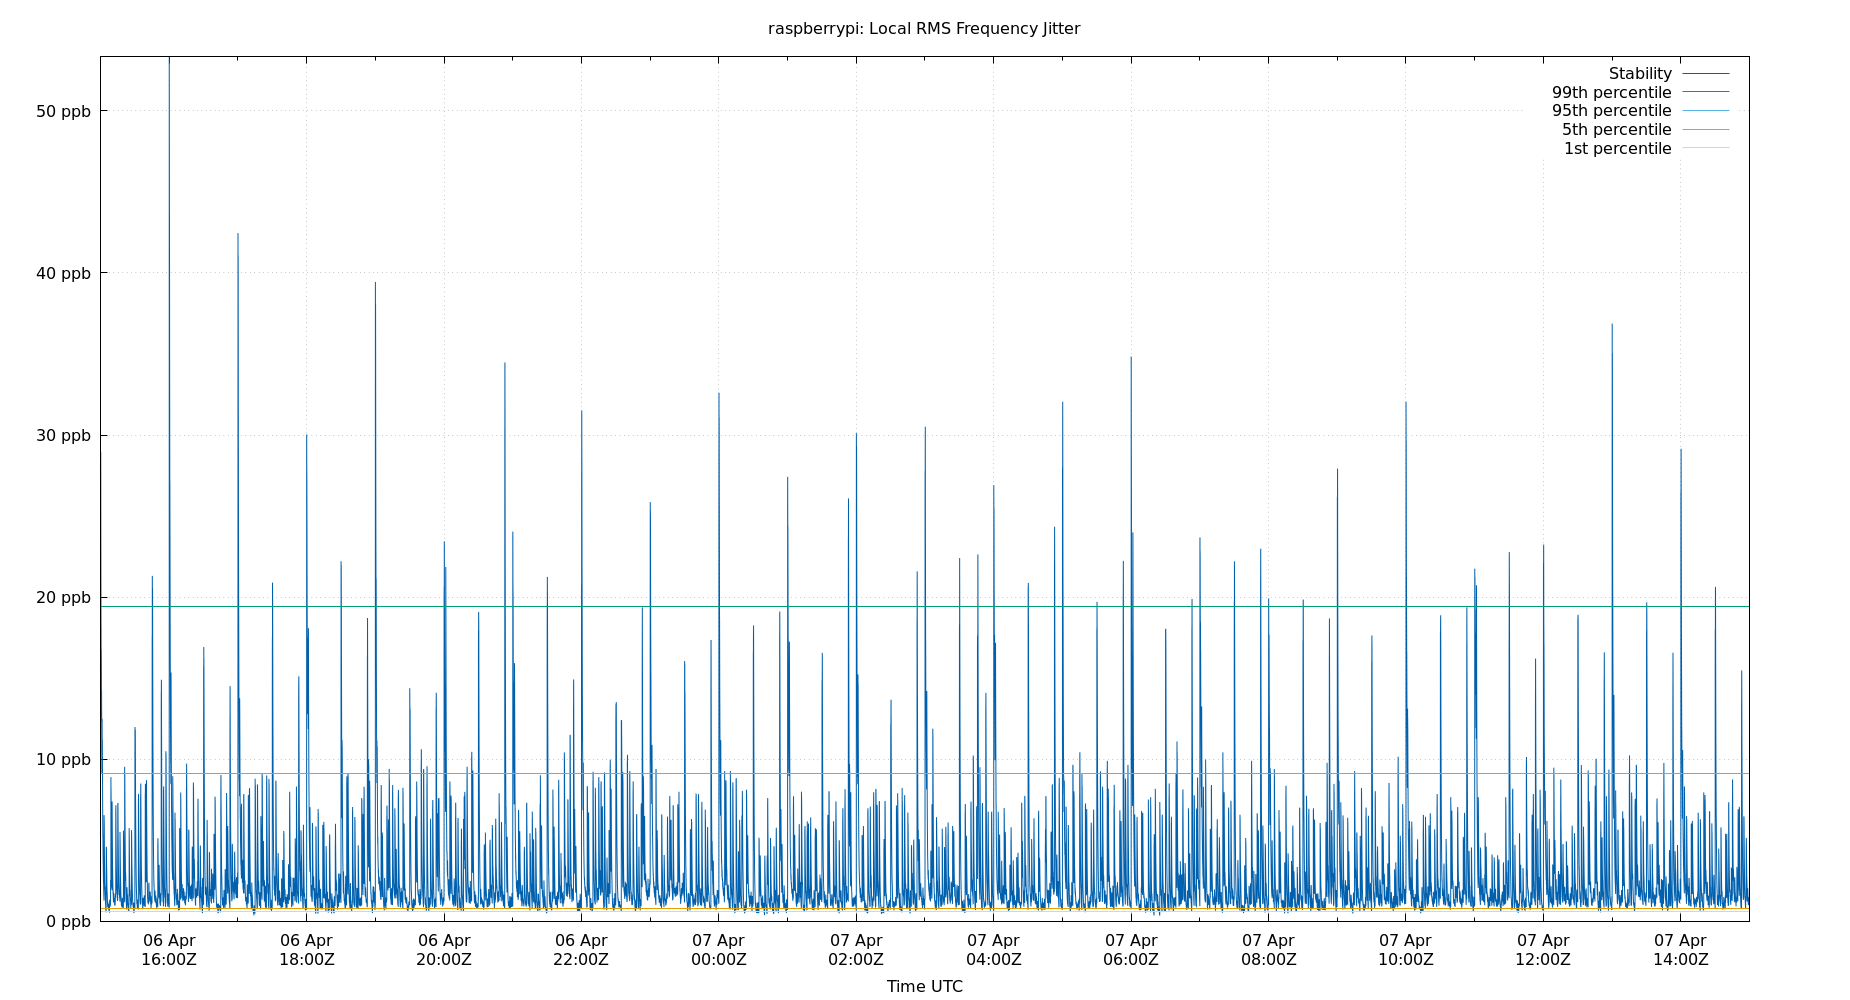 raspberrypi: Local RMS Frequency Jitter
Stability
99th percentile
95th percentile
5th percentile
1st percentile
50 ppb
40 ppb
30 ppb
20 ppb
10 ppb
0 ppb
06 Apr 06 Apr 06 Apr 06 Apr 07 Apr 07 Apr 07 Apr 07 Apr 07 Apr 07 Apr 07 Apr 07 Apr
16:00Z 18:00Z 20:00Z 22:00Z 00:00Z 02:00Z 04:00Z 06:00Z 08:00Z 10:00Z 12:00Z 14:00Z
Time UTC